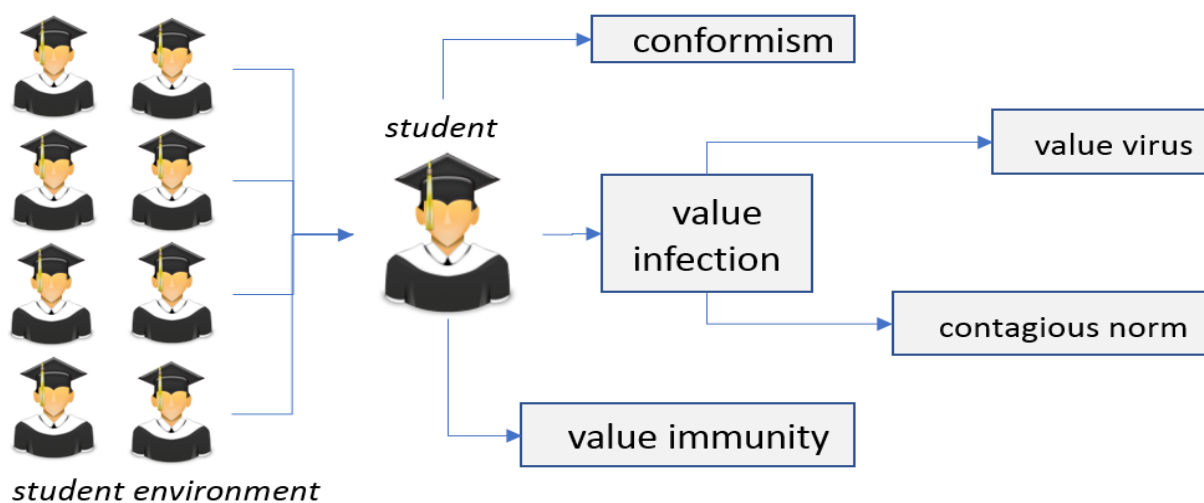 conformism
student
value virus
value
infection
contagious norm
value immunity
student environment